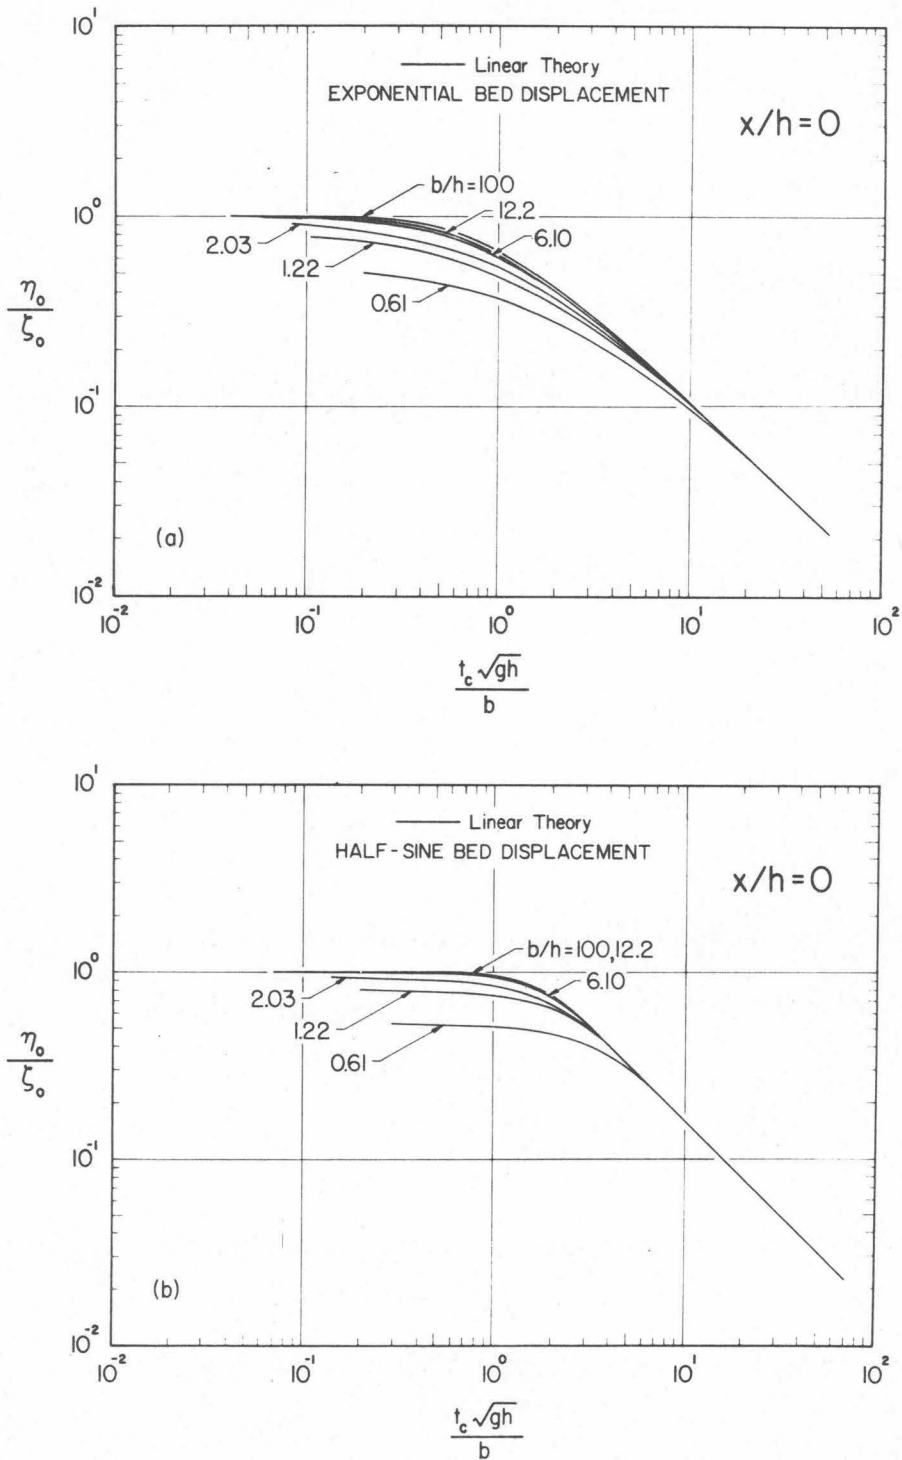 (a)
10¹
10⁰
10⁻¹
10⁻²
η₀/ζ₀
Linear Theory
EXPONENTIAL BED DISPLACEMENT
x/h=0
b/h=100
12.2
6.10
2.03
1.22
0.61
10⁻²
10⁻¹
10⁰
10¹
10²
t_c√gh/b
(b)
10¹
10⁰
10⁻¹
10⁻²
η₀/ζ₀
Linear Theory
HALF-SINE BED DISPLACEMENT
x/h=0
b/h=100,12.2
6.10
2.03
1.22
0.61
10⁻²
10⁻¹
10⁰
10¹
10²
t_c√gh/b